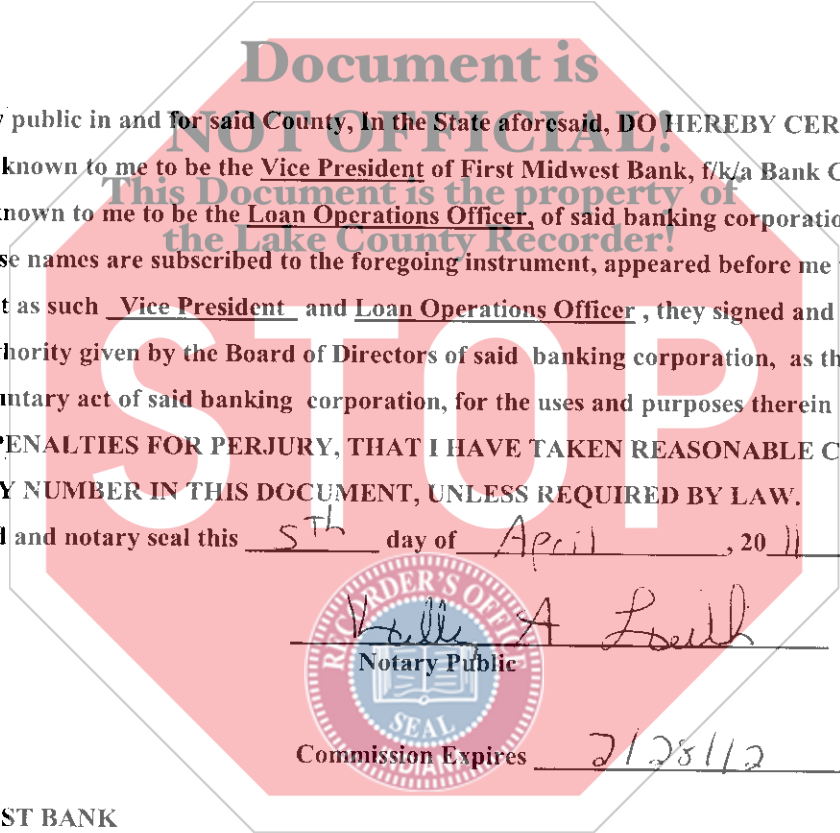 Document is
NOT OFFICIAL!
y public in and for said County, In the State aforesaid, DO HEREBY CER
known to me to be the Vice President of First Midwest Bank, f/k/a Bank C
This Document is the property of
nown to me to be the Loan Operations Officer, of said banking corporatio
the Lake County Recorder!
se names are subscribed to the foregoing instrument, appeared before me
t as such Vice President and Loan Operations Officer , they signed and
hority given by the Board of Directors of said banking corporation, as th
untary act of said banking corporation, for the uses and purposes therein
STOP
PENALTIES FOR PERJURY, THAT I HAVE TAKEN REASONABLE C
Y NUMBER IN THIS DOCUMENT, UNLESS REQUIRED BY LAW.
d and notary seal this 5Th day of April , 20 11
RECORDER'S OFFICE
A
Notary Public
SEAL
INDIANA
Commission Expires 2/28/12
ST BANK